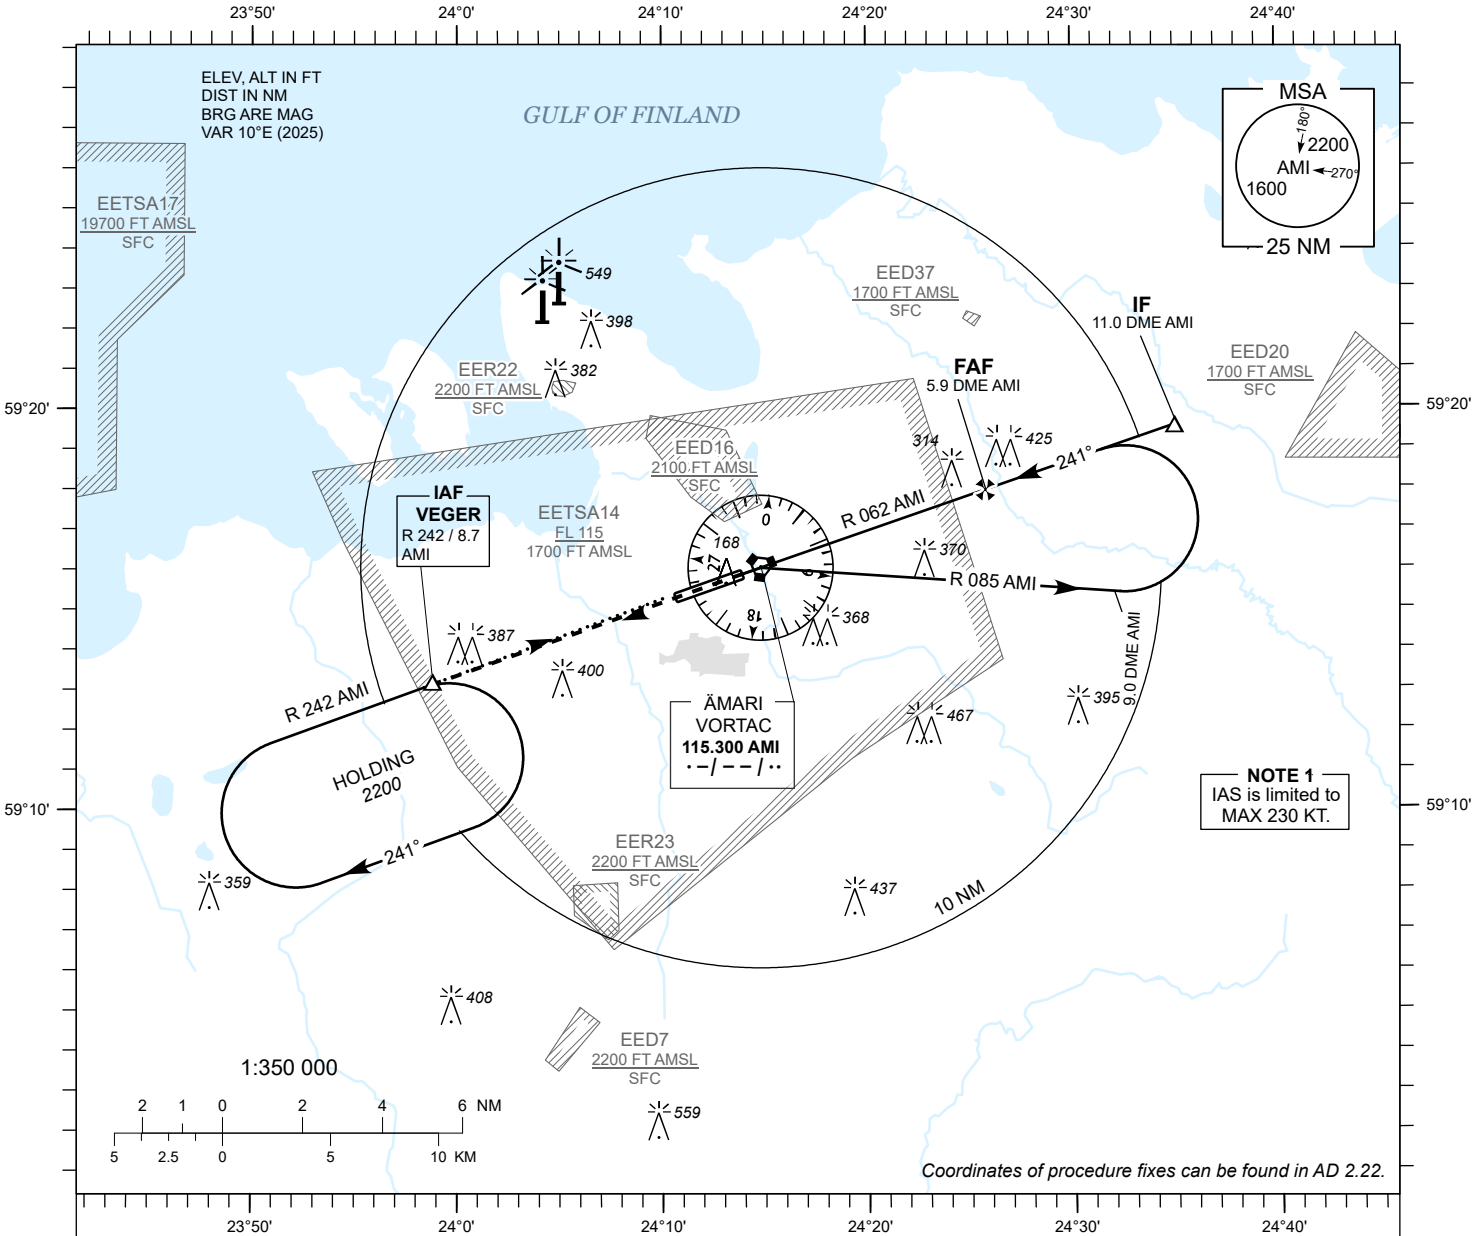 23°50'
24°0'
24°10'
24°20'
24°30'
24°40'
ELEV, ALT IN FT
DIST IN NM
BRG ARE MAG
VAR 10°E (2025)
GULF OF FINLAND
MSA
180°
2200
AMI
270°
1600
25 NM
EETSA17
19700 FT AMSL
SFC
549
398
382
EER22
2200 FT AMSL
SFC
EED37
1700 FT AMSL
SFC
IF
11.0 DME AMI
FAF
5.9 DME AMI
EED20
1700 FT AMSL
SFC
59°20'
59°20'
314
425
241°
EED16
2100 FT AMSL
SFC
IAF
VEGER
R 242 / 8.7
AMI
EETSA14
FL 115
1700 FT AMSL
R 062 AMI
0
9
18
27
168
370
R 085 AMI
368
387
400
R 242 AMI
HOLDING
2200
241°
ÄMARI
VORTAC
115.300 AMI
• –/ – – / • •
467
395
9.0 DME AMI
NOTE 1
IAS is limited to
MAX 230 KT.
59°10'
59°10'
359
EER23
2200 FT AMSL
SFC
437
10 NM
408
EED7
2200 FT AMSL
SFC
559
1:350 000
2 1 0 2 4 6 NM
5 2.5 0 5 10 KM
Coordinates of procedure fixes can be found in AD 2.22.
23°50'
24°0'
24°10'
24°20'
24°30'
24°40'